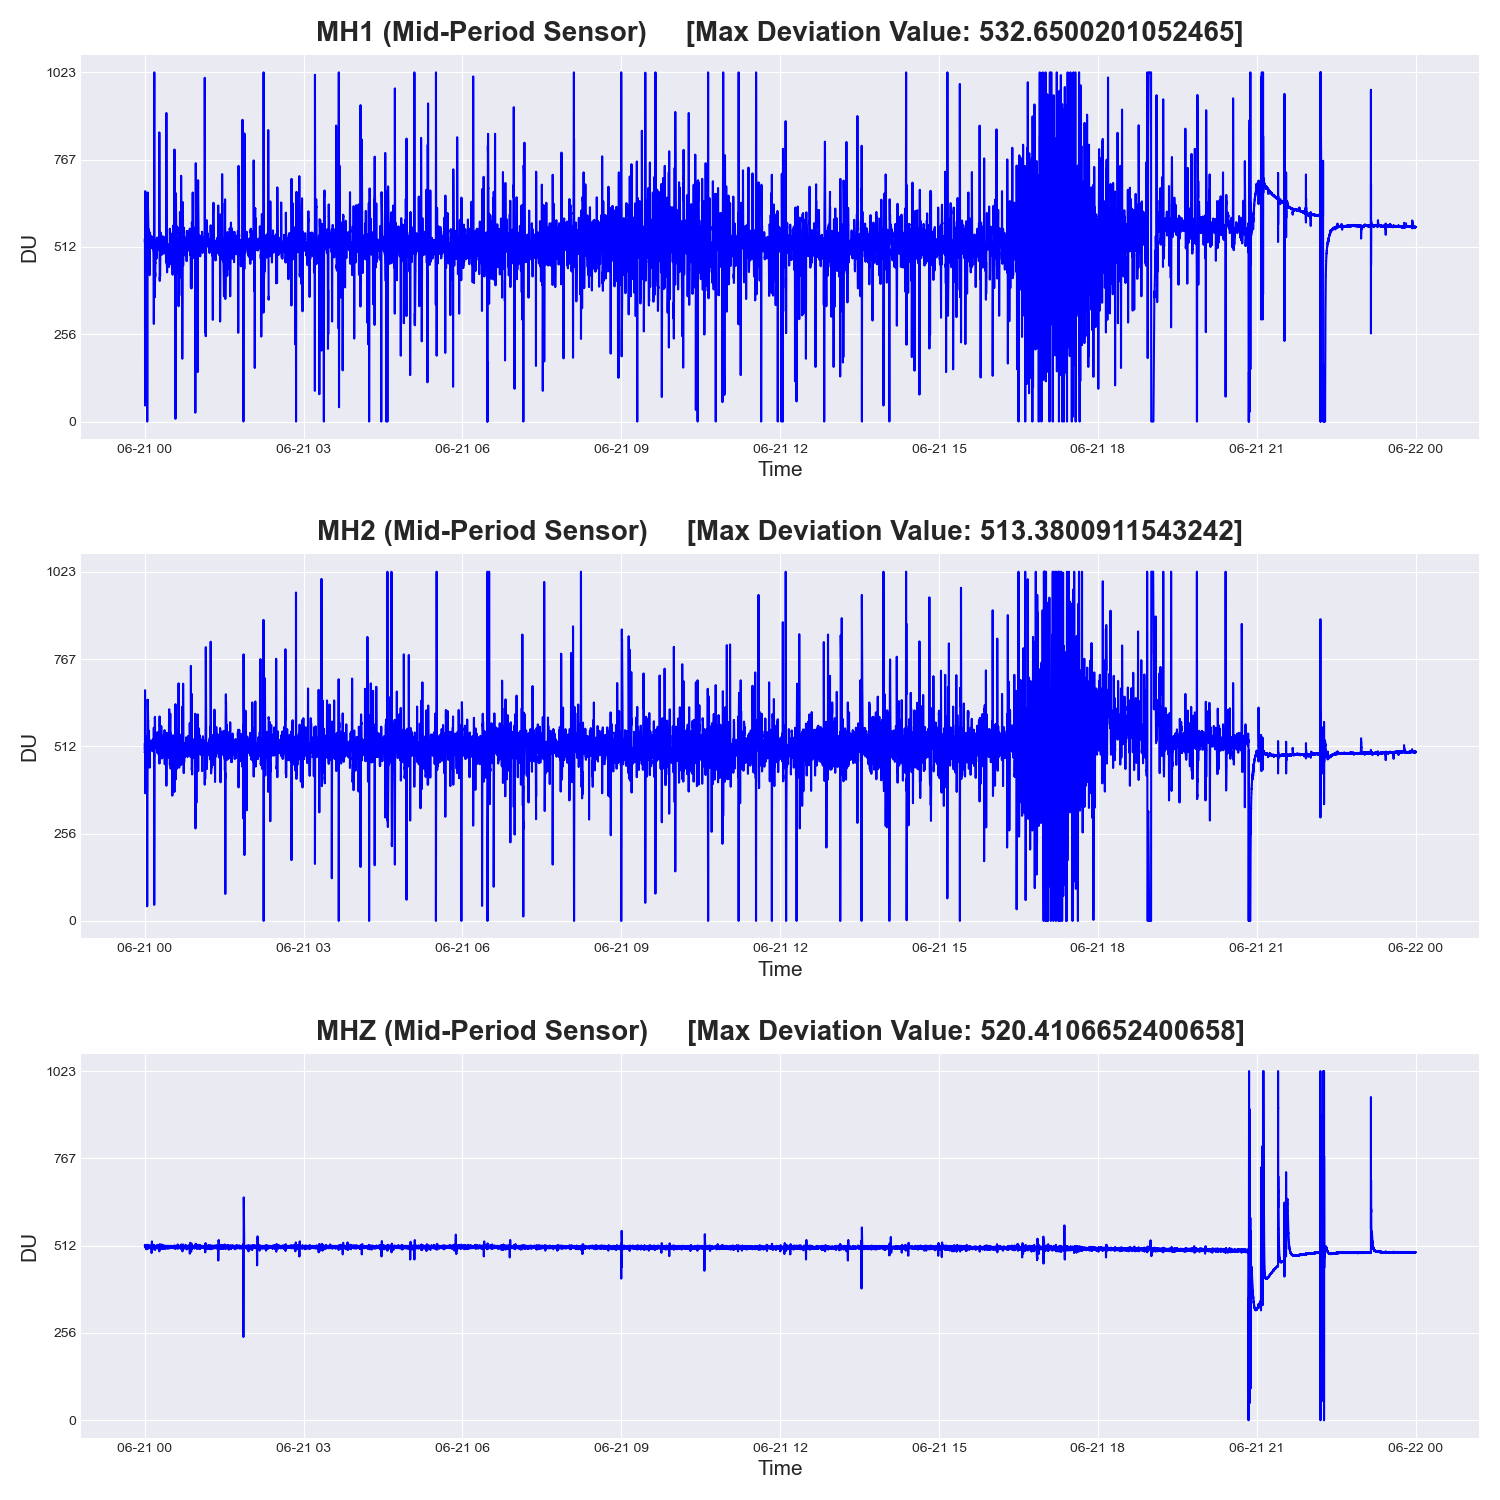 MH1 (Mid-Period Sensor) [Max Deviation Value: 532.6500201052465]
1023
767
512
256
0
DU
06-21 00 06-21 03 06-21 06 06-21 09 06-21 12 06-21 15 06-21 18 06-21 21 06-22 00
Time
MH2 (Mid-Period Sensor) [Max Deviation Value: 513.3800911543242]
1023
767
512
256
0
DU
06-21 00 06-21 03 06-21 06 06-21 09 06-21 12 06-21 15 06-21 18 06-21 21 06-22 00
Time
MHZ (Mid-Period Sensor) [Max Deviation Value: 520.4106652400658]
1023
767
512
256
0
DU
06-21 00 06-21 03 06-21 06 06-21 09 06-21 12 06-21 15 06-21 18 06-21 21 06-22 00
Time